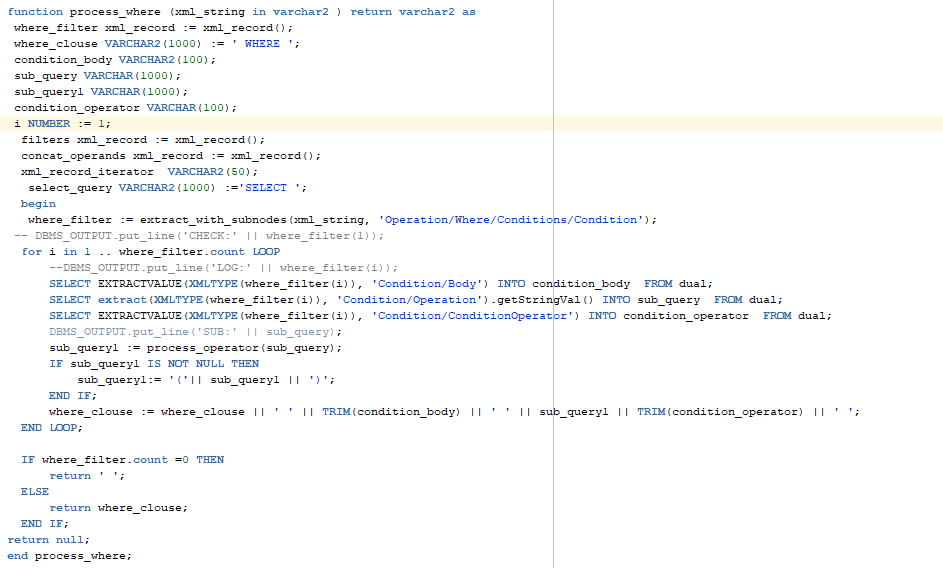 function process_where (xml_string in varchar2 ) return varchar2 as
where_filter xml_record := xml_record();
where_clouse VARCHAR2(1000) := ' WHERE ';
condition_body VARCHAR2(100);
sub_query VARCHAR(1000);
sub_query1 VARCHAR(1000);
condition_operator VARCHAR(100);
i NUMBER := 1;
filters xml_record := xml_record();
concat_operands xml_record := xml_record();
xml_record_iterator  VARCHAR2(50);
select_query VARCHAR2(1000) :='SELECT ';
begin
where_filter := extract_with_subnodes(xml_string, 'Operation/Where/Conditions/Condition');
-- DBMS_OUTPUT.put_line('CHECK:' || where_filter(1));
for i in 1 .. where_filter.count LOOP
--DBMS_OUTPUT.put_line('LOG:' || where_filter(i));
SELECT EXTRACTVALUE(XMLTYPE(where_filter(i)), 'Condition/Body') INTO condition_body  FROM dual;
SELECT extract(XMLTYPE(where_filter(i)), 'Condition/Operation').getStringVal() INTO sub_query  FROM dual;
SELECT EXTRACTVALUE(XMLTYPE(where_filter(i)), 'Condition/ConditionOperator') INTO condition_operator  FROM dual;
DBMS_OUTPUT.put_line('SUB:' || sub_query);
sub_query1 := process_operator(sub_query);
IF sub_query1 IS NOT NULL THEN
sub_query1:= '('|| sub_query1 || ')';
END IF;
where_clouse := where_clouse || ' ' || TRIM(condition_body) || ' ' || sub_query1 || TRIM(condition_operator) || ' ';
END LOOP;
IF where_filter.count =0 THEN
return ' ';
ELSE
return where_clouse;
END IF;
return null;
end process_where;